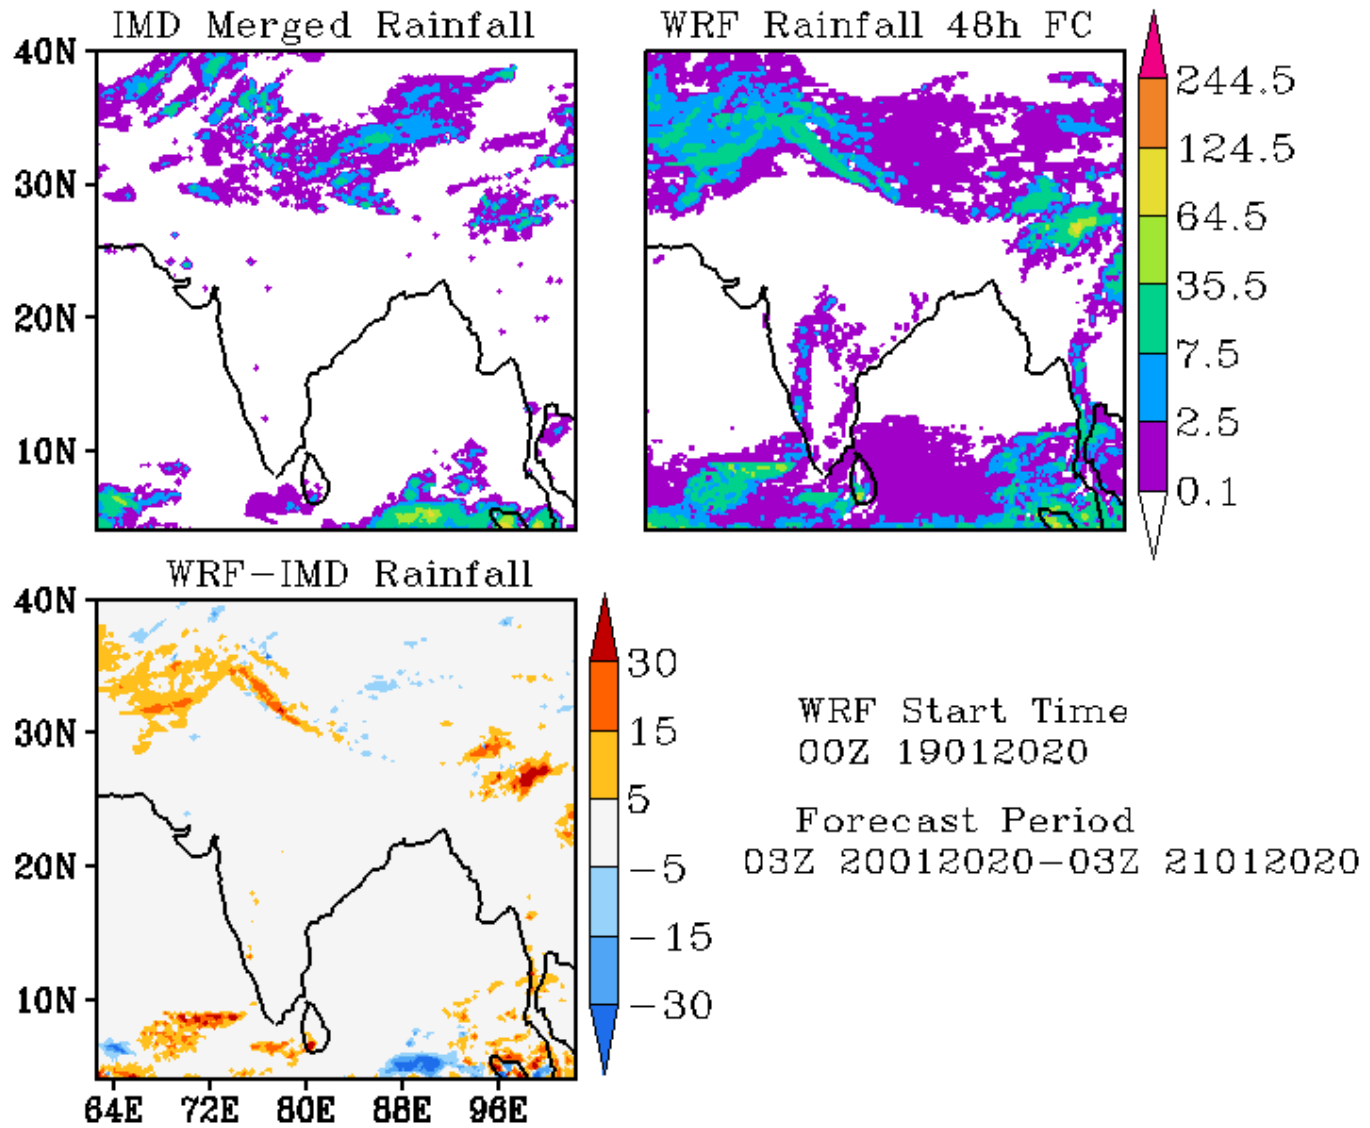 IMD Merged Rainfall
WRF Rainfall 48h FC
40N
30N
20N
10N
244.5
124.5
64.5
35.5
7.5
2.5
0.1
WRF-IMD Rainfall
40N
30N
20N
10N
64E 72E 80E 88E 96E
30
15
5
-5
-15
-30
WRF Start Time
00Z 19012020
Forecast Period
03Z 20012020-03Z 21012020